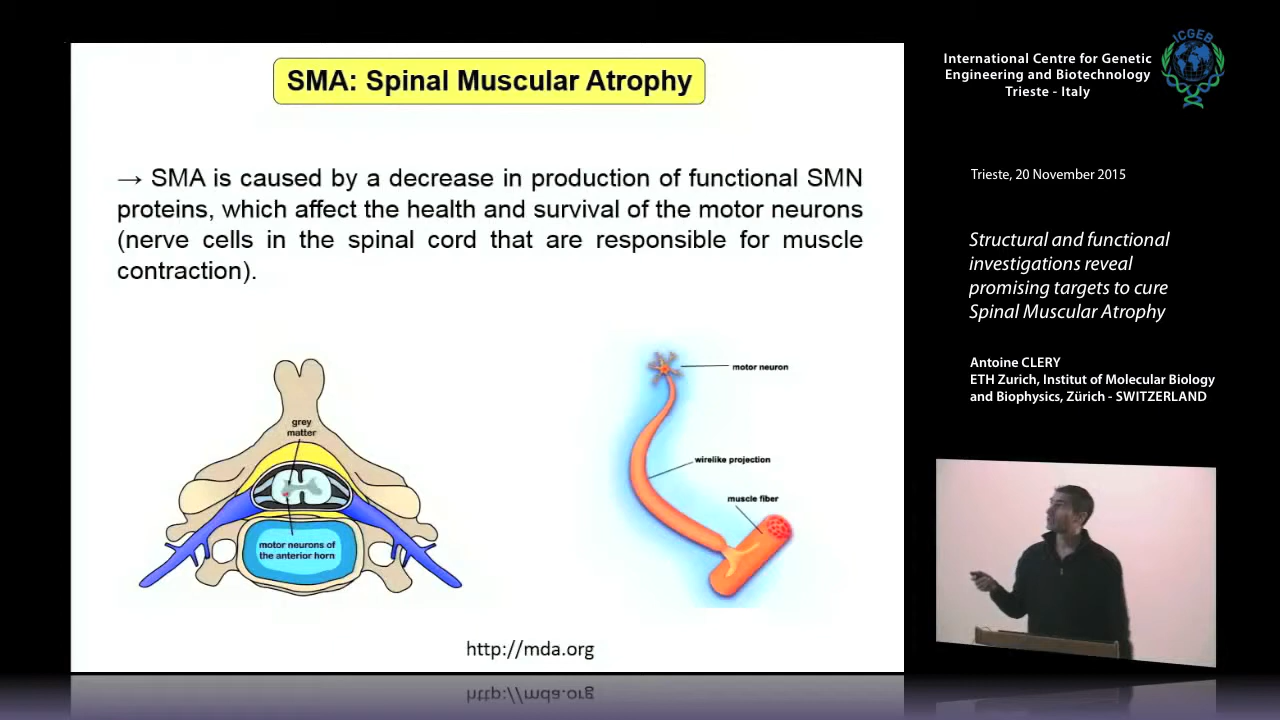 SMA: Spinal Muscular Atrophy
→ SMA is caused by a decrease in production of functional SMN
proteins, which affect the health and survival of the motor neurons
(nerve cells in the spinal cord that are responsible for muscle
contraction).
grey
matter
motor neurons of
the anterior horn
motor neuron
wirelike projection
muscle fiber
http://mda.org
http://mda.org
ICGEB
International Centre for Genetic
Engineering and Biotechnology
Trieste - Italy
Trieste, 20 November 2015
Structural and functional
investigations reveal
promising targets to cure
Spinal Muscular Atrophy
Antoine CLERY
ETH Zurich, Institut of Molecular Biology
and Biophysics, Zürich - SWITZERLAND